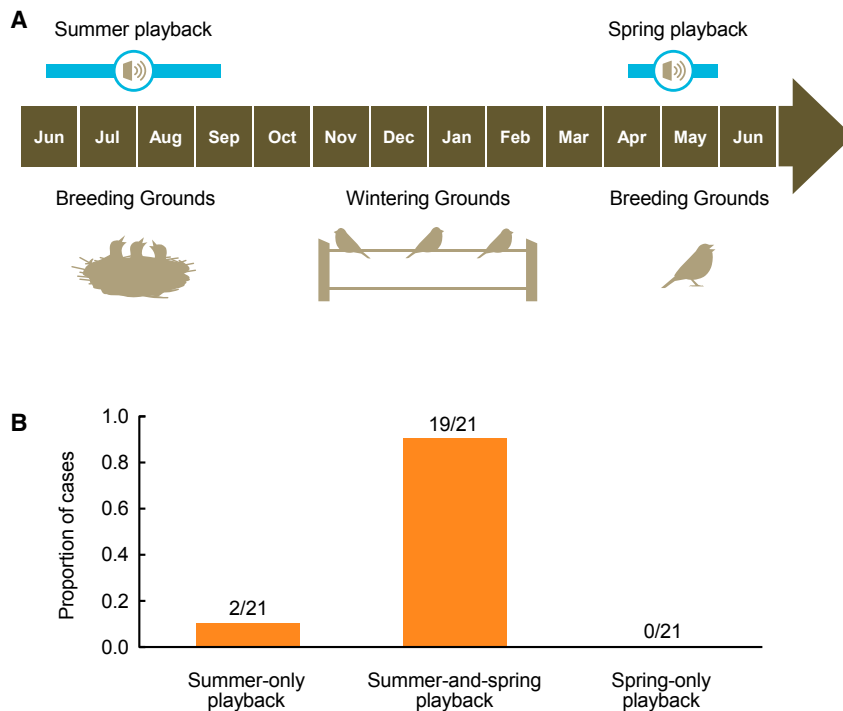 A
Summer playback
Spring playback
Jun Jul Aug Sep Oct Nov Dec Jan Feb Mar Apr May Jun
Breeding Grounds
Wintering Grounds
Breeding Grounds
B
Proportion of cases
1.0
0.8
0.6
0.4
0.2
0.0
2/21
19/21
0/21
Summer-only
playback
Summer-and-spring
playback
Spring-only
playback